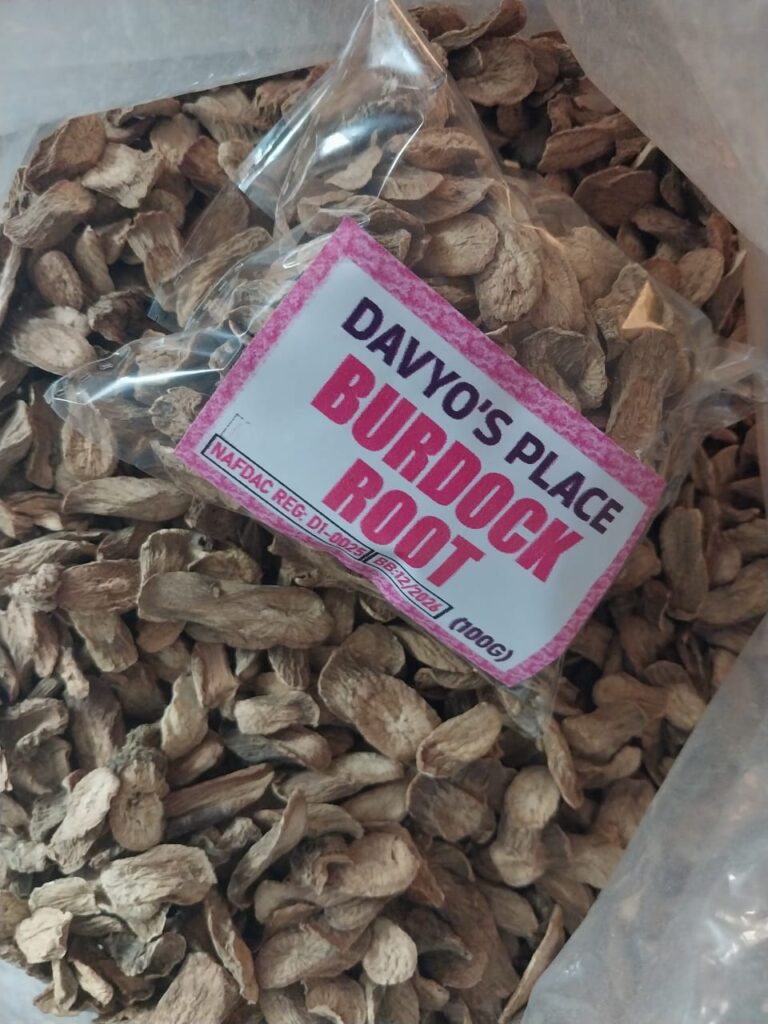 DAVYO'S PLACE
BURDOCK
ROOT
NAFDAC REG. D1-0025 BB:12/2026
(100G)